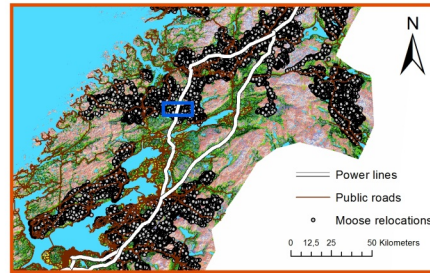 N
Power lines
Public roads
Moose relocations
0 12,5 25 50 Kilometers